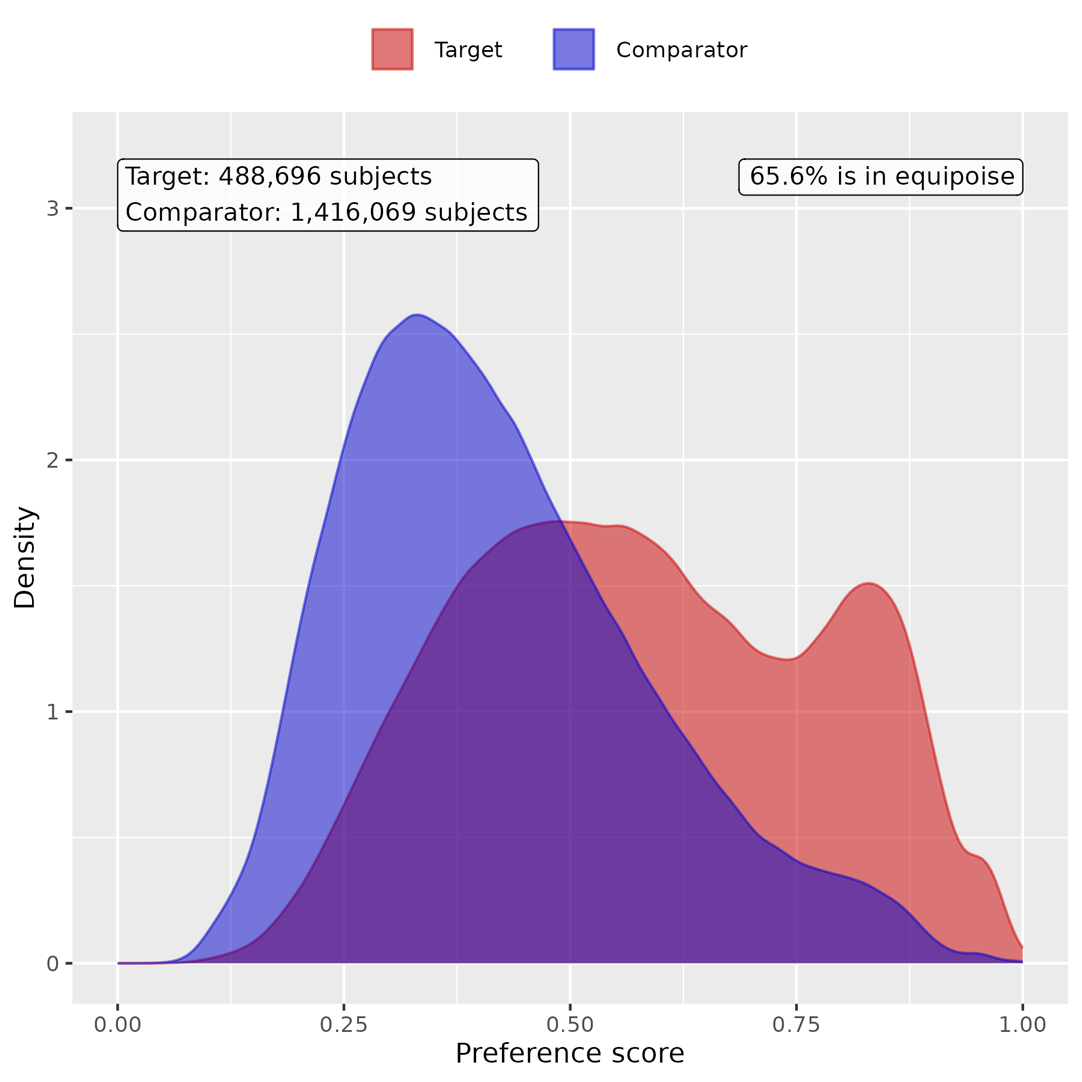 Target
Comparator
Target: 488,696 subjects
Comparator: 1,416,069 subjects
65.6% is in equipoise
3
2
1
0
Density
0.00
0.25
0.50
0.75
1.00
Preference score